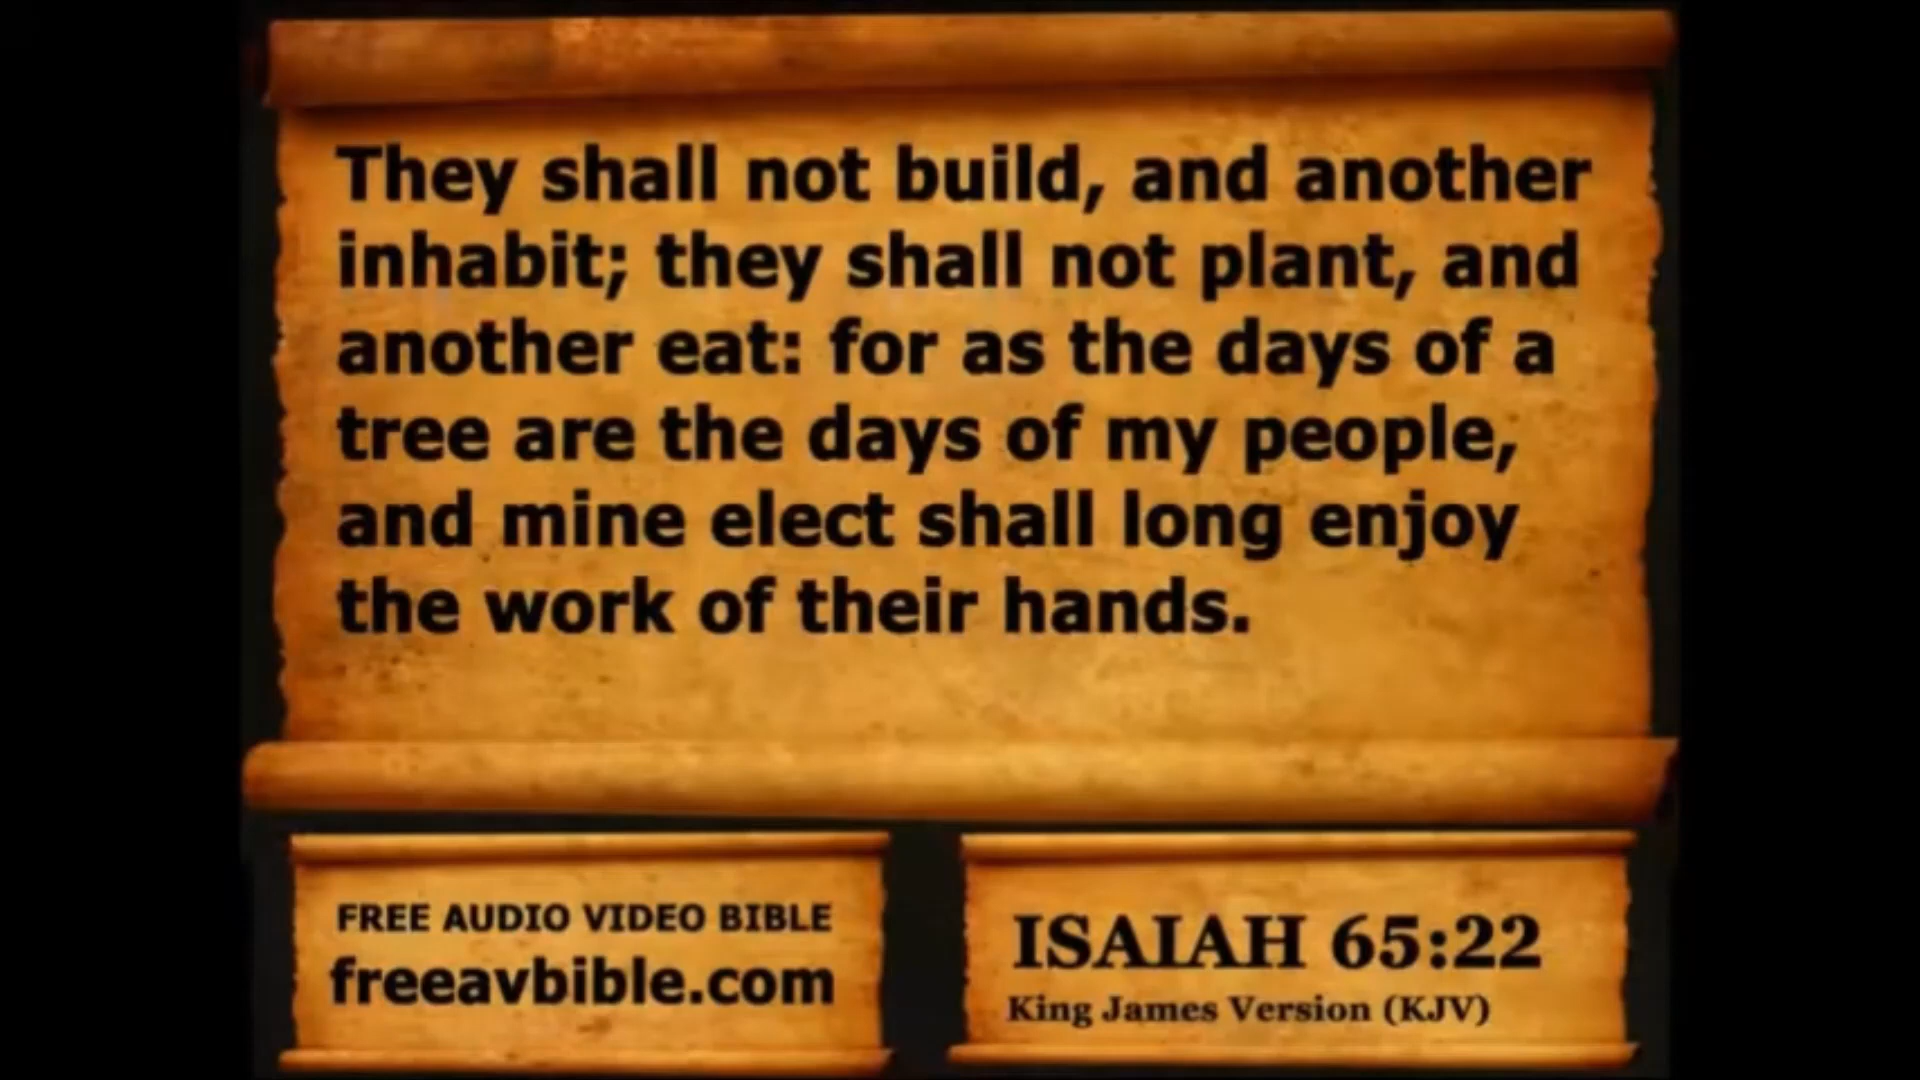 They shall not build, and another
inhabit; they shall not plant, and
another eat: for as the days of a
tree are the days of my people,
and mine elect shall long enjoy
the work of their hands.
FREE AUDIO VIDEO BIBLE
freeavbible.com
ISAIAH 65:22
King James Version (KJV)